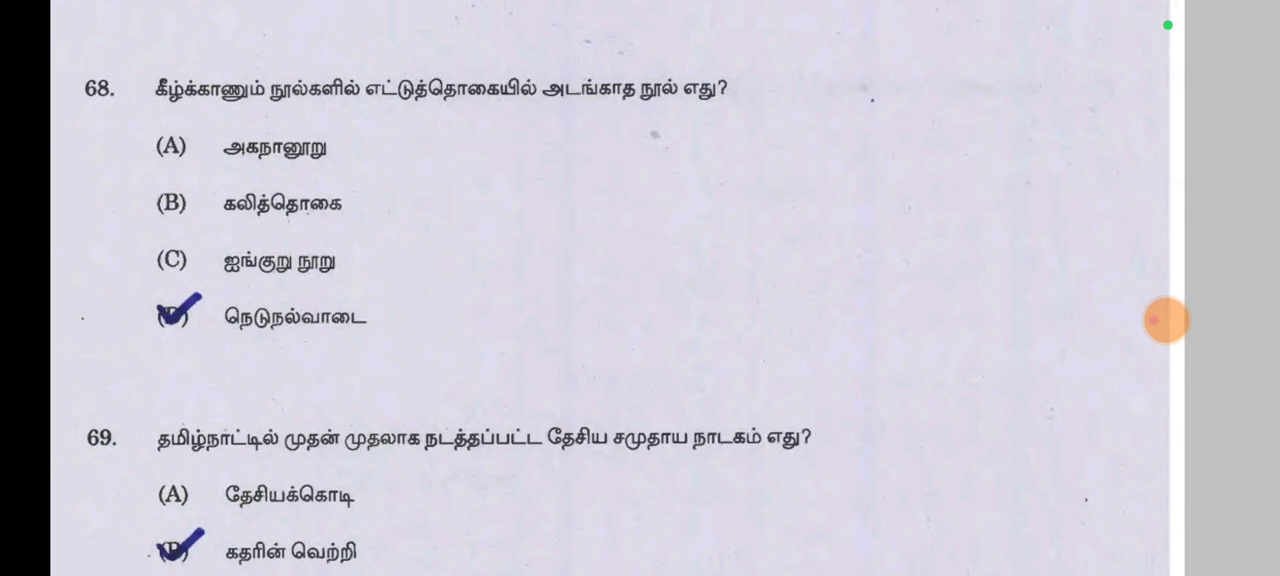 68. கீழ்க்காணும் நூல்களில் எட்டுத்தொகையில் அடங்காத நூல் எது?
(A) அகநானூறு
(B) கலித்தொகை
(C) ஐங்குறு நூறு
(D) நெடுநல்வாடை
69. தமிழ்நாட்டில் முதன் முதலாக நடத்தப்பட்ட தேசிய சமுதாய நாடகம் எது?
(A) தேசியக்கொடி
(B) கதரின் வெற்றி